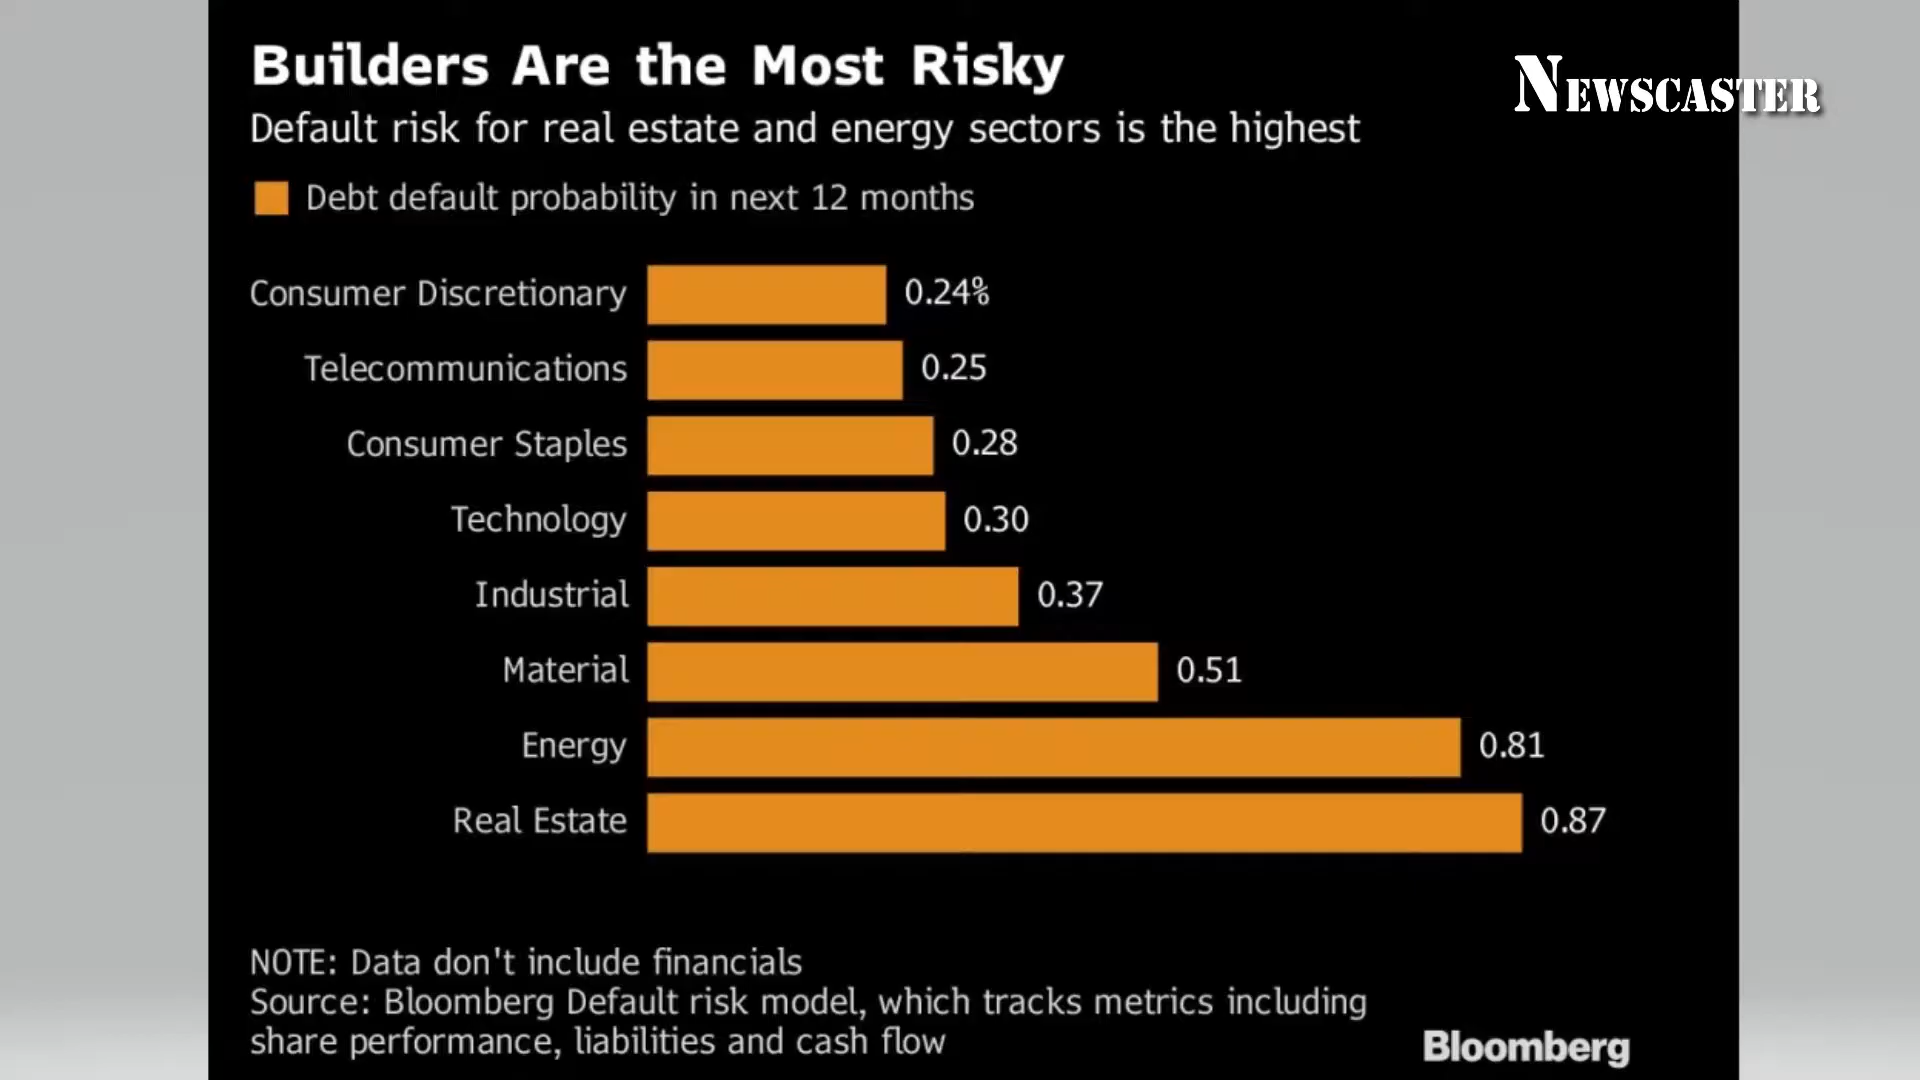 Builders Are the Most Risky
NEWSCASTER
Default risk for real estate and energy sectors is the highest
Debt default probability in next 12 months
Consumer Discretionary 0.24%
Telecommunications 0.25
Consumer Staples 0.28
Technology 0.30
Industrial 0.37
Material 0.51
Energy 0.81
Real Estate 0.87
NOTE: Data don't include financials
Source: Bloomberg Default risk model, which tracks metrics including
share performance, liabilities and cash flow
Bloomberg